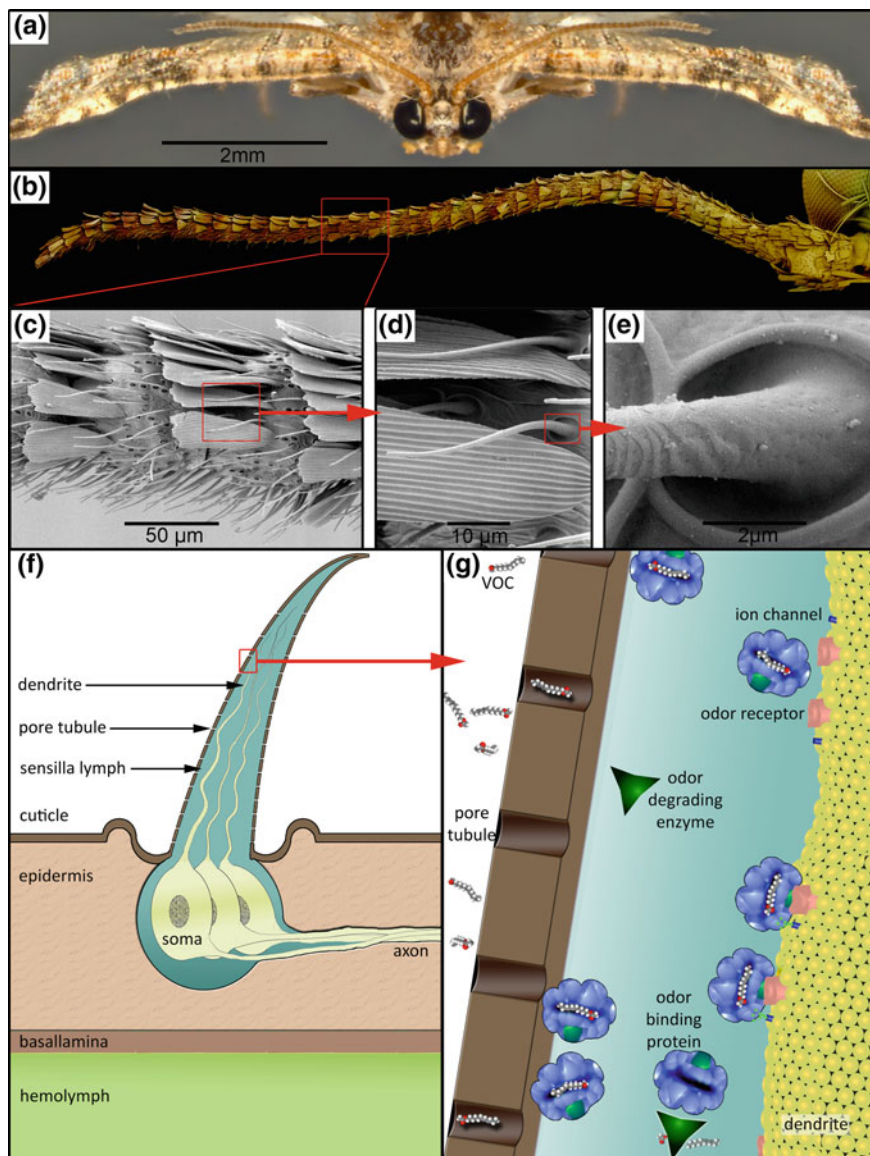 (a)
2mm
(b)
(c)
50 µm
(d)
10 µm
(e)
2µm
(f)
dendrite
pore tubule
sensilla lymph
cuticle
epidermis
soma
axon
basallamina
hemolymph
(g)
VOC
ion channel
odor receptor
odor
degrading
enzyme
pore
tubule
odor
binding
protein
dendrite